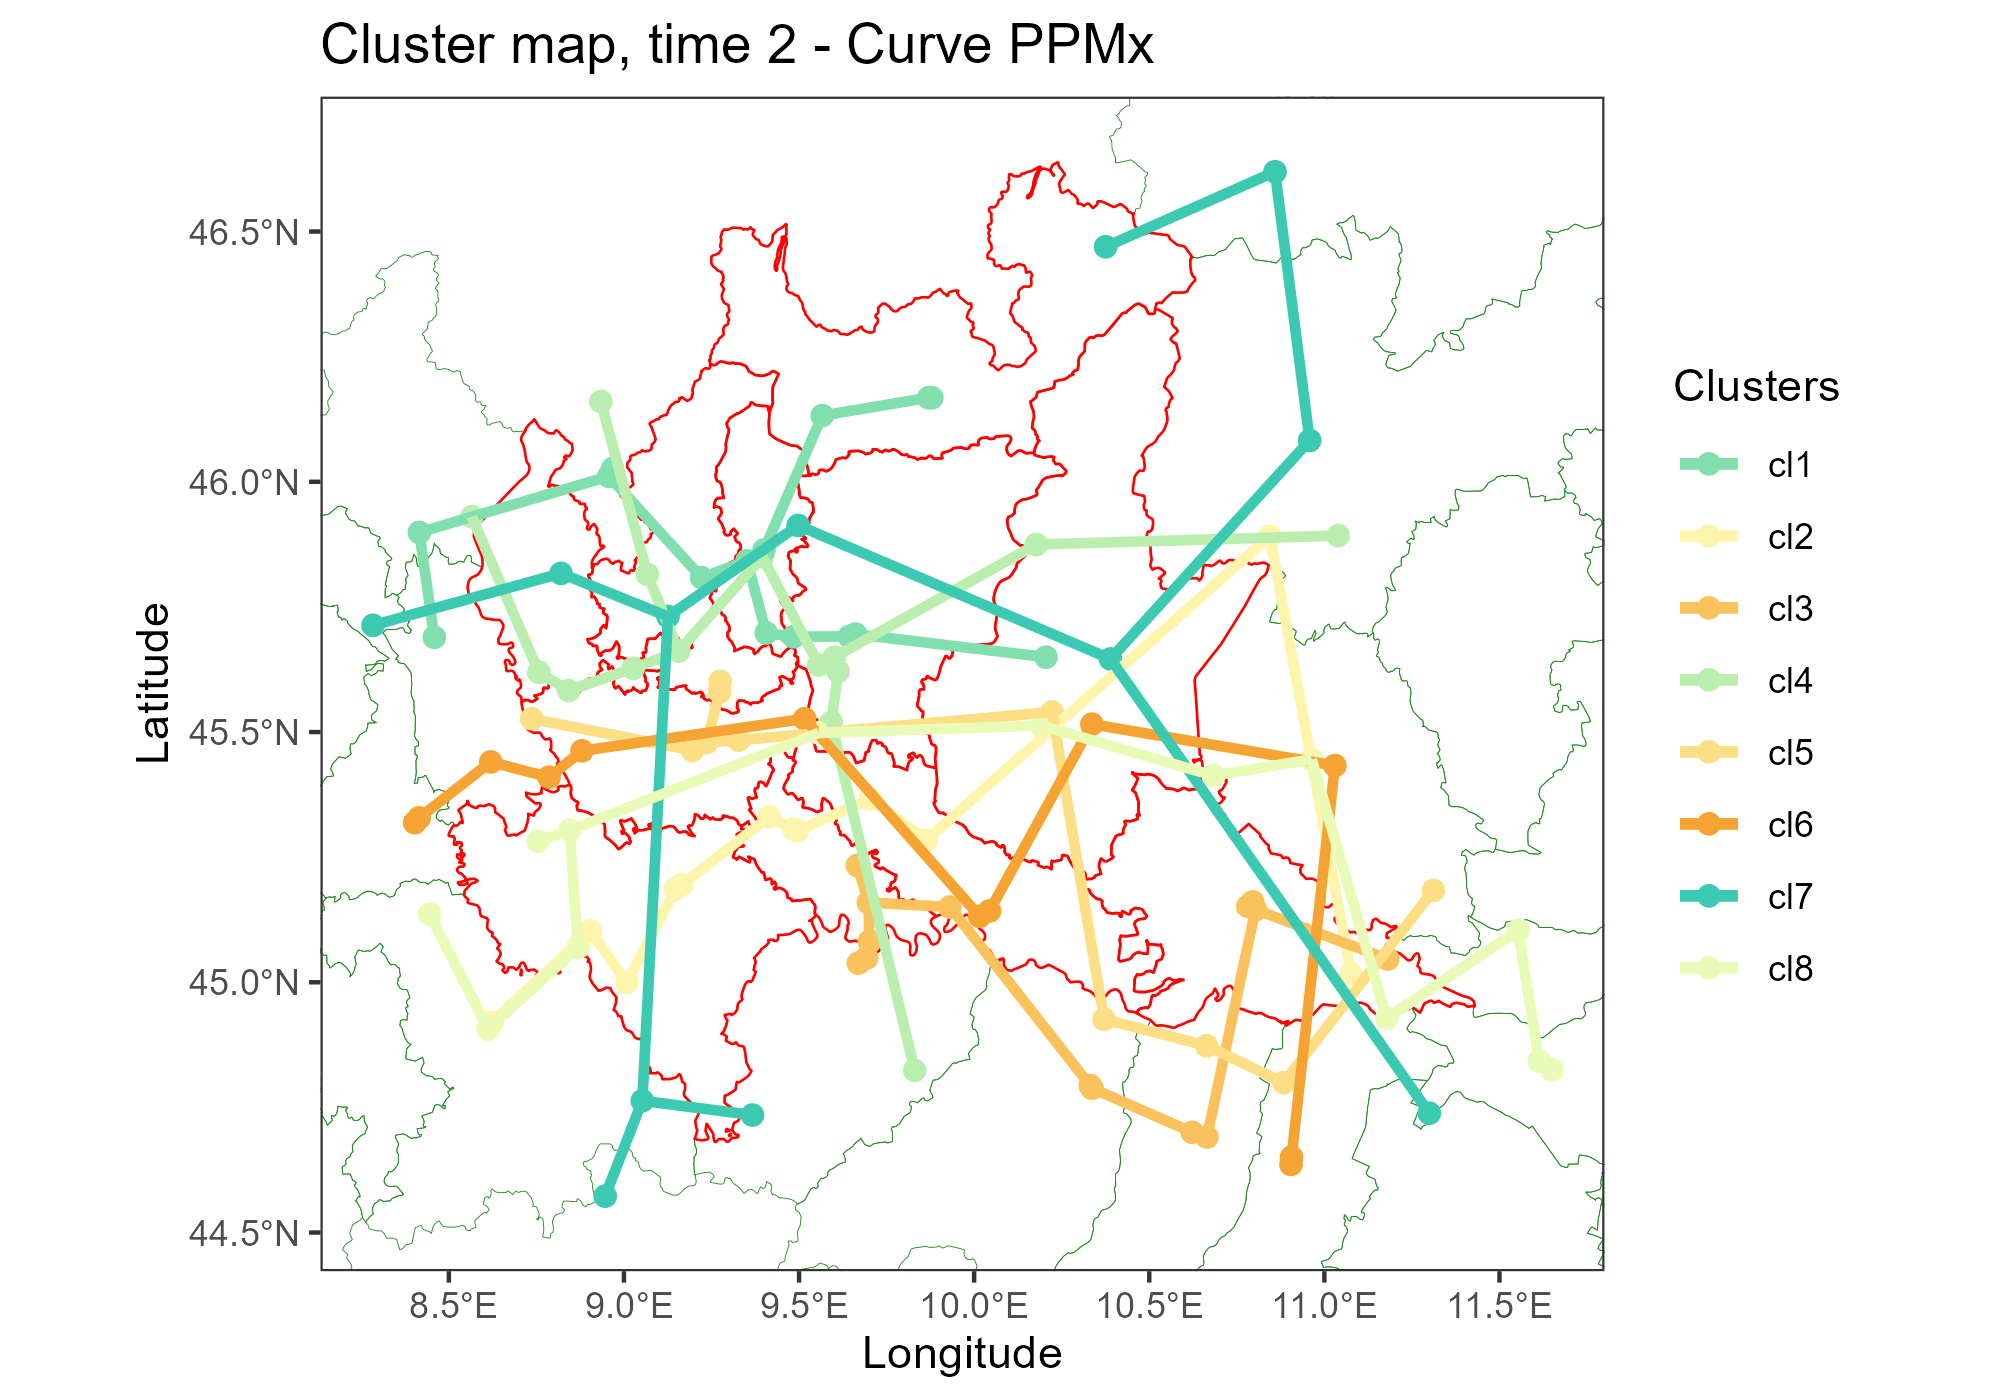 Cluster map, time 2 - Curve PPMx
46.5°N
46.0°N
45.5°N
45.0°N
44.5°N
Latitude
8.5°E
9.0°E
9.5°E
10.0°E
10.5°E
11.0°E
11.5°E
Longitude
Clusters
cl1
cl2
cl3
cl4
cl5
cl6
cl7
cl8